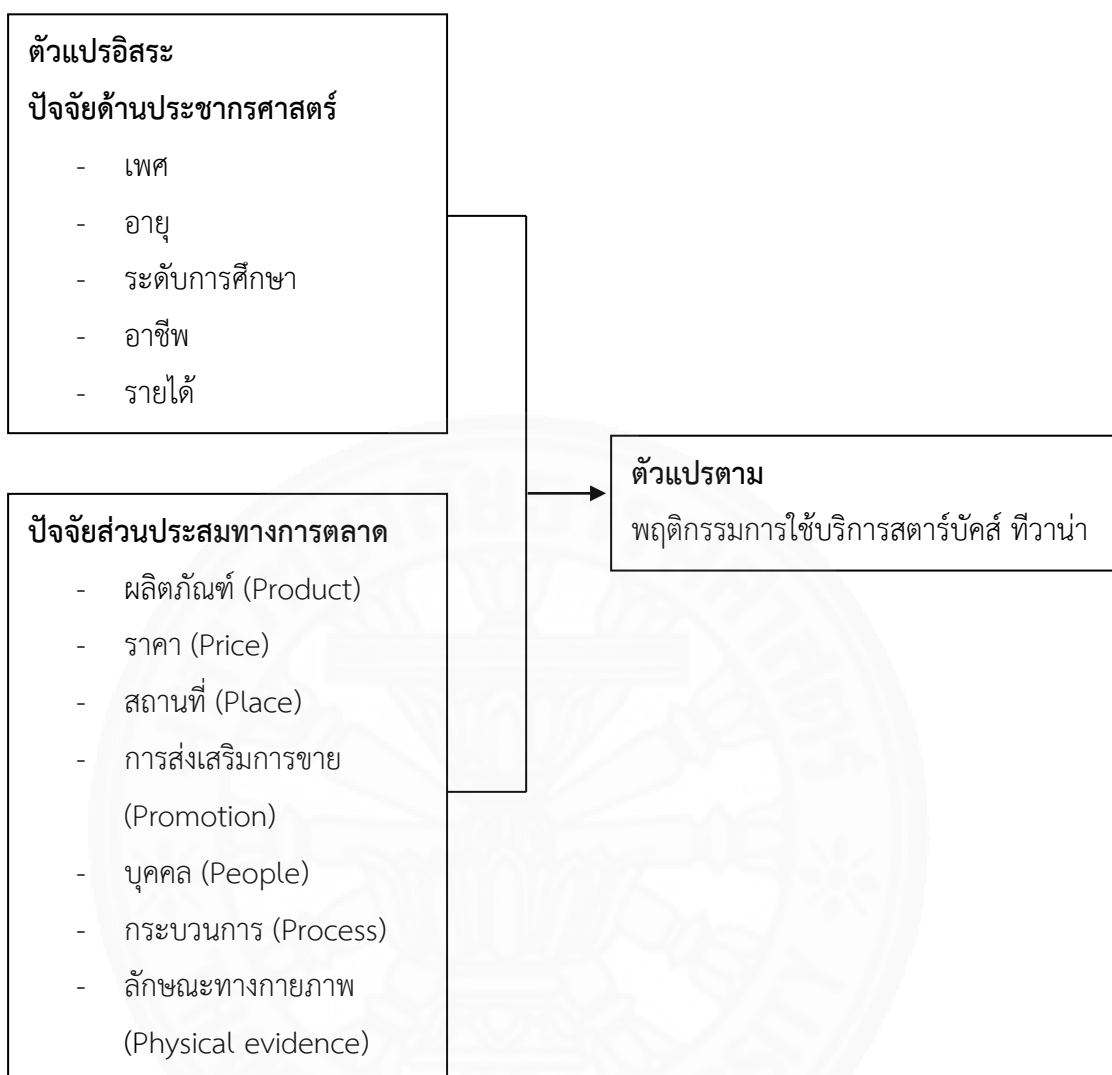 ตัวแปรอิสระ
ปัจจัยด้านประชากรศาสตร์
- เพศ
- อายุ
- ระดับการศึกษา
- อาชีพ
- รายได้
ปัจจัยส่วนประสมทางการตลาด
- ผลิตภัณฑ์ (Product)
- ราคา (Price)
- สถานที่ (Place)
- การส่งเสริมการขาย
(Promotion)
- บุคคล (People)
- กระบวนการ (Process)
- ลักษณะทางกายภาพ
(Physical evidence)
ตัวแปรตาม
พฤติกรรมการใช้บริการสตาร์บัคส์ ทีวาน่า